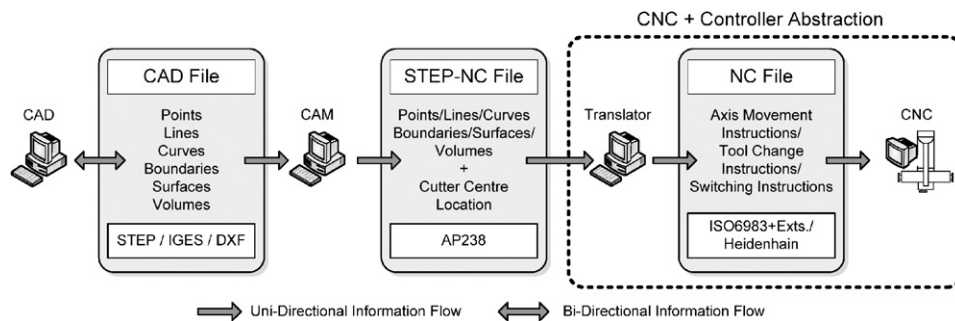 CNC + Controller Abstraction
CAD File
STEP-NC File
NC File
CAD
Points
Lines
Curves
Boundaries
Surfaces
Volumes
CAM
Points/Lines/Curves
Boundaries/Surfaces/
Volumes
+
Cutter Centre
Location
Translator
Axis Movement
Instructions/
Tool Change
Instructions/
Switching Instructions
CNC
STEP / IGES / DXF
AP238
ISO6983+Exts./
Heidenhain
Uni-Directional Information Flow
Bi-Directional Information Flow